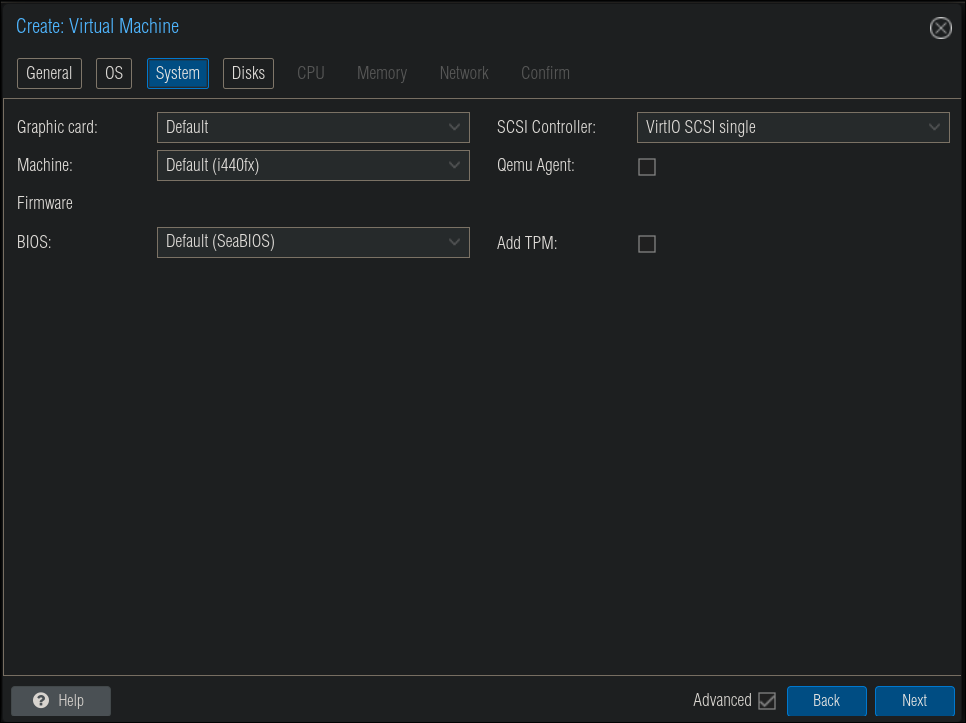 Create: Virtual Machine
General OS System Disks CPU Memory Network Confirm
Graphic card: Default SCSI Controller: VirtIO SCSI single
Machine: Default (i440fx) Qemu Agent:
Firmware
BIOS: Default (SeaBIOS) Add TPM:
? Help Advanced Back Next